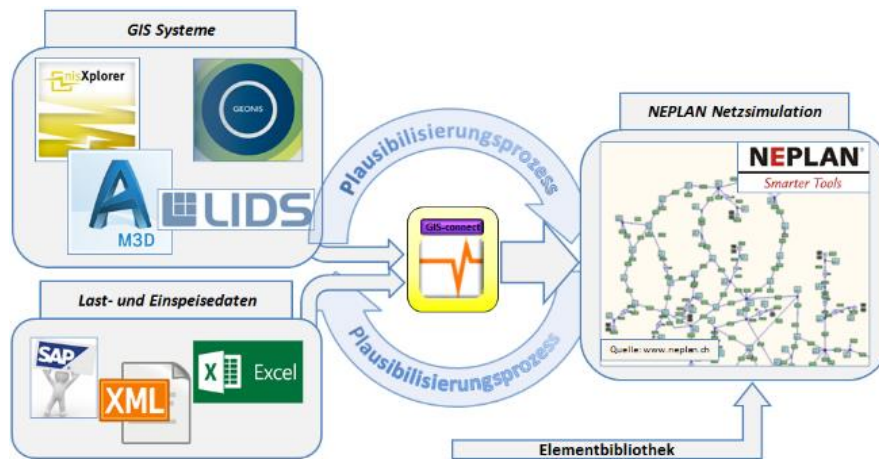 GIS Systeme
nisXplorer
GEONIS
A
M3D
LIDS
Last- und Einspeisedaten
SAP
XML
Excel
Plausibilisierungsprozess
GIS-connect
Plausibilisierungsprozess
NEPLAN Netzsimulation
NEPLAN®
Smarter Tools
Quelle: www.neplan.ch
Elementbibliothek